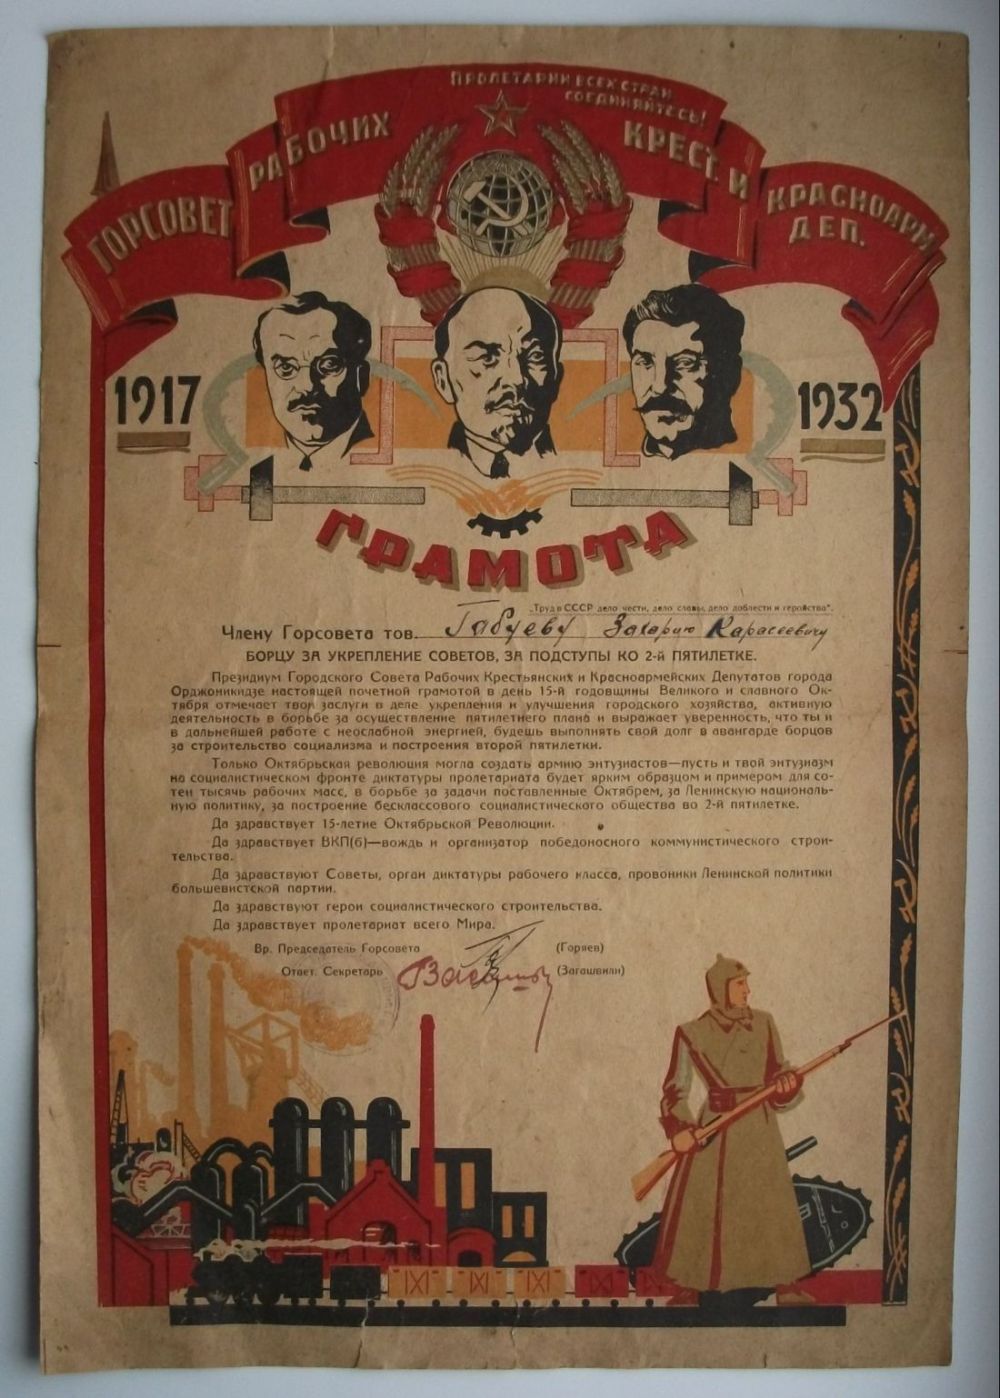 ПРОЛЕТАРИИ ВСЕХ СТРАН
СОЕДИНЯЙТЕСЬ!
ГОРСОВЕТ РАБОЧИХ КРЕСТ. И КРАСНОАРМ
ДЕП.
1917
1932
ГРАМОТА
„Труд в СССР дело чести, дело славы, дело доблести и геройства".
Члену Горсовета тов. Габуеву Захарию Карасеевичу
БОРЦУ ЗА УКРЕПЛЕНИЕ СОВЕТОВ, ЗА ПОДСТУПЫ КО 2-й ПЯТИЛЕТКЕ.
Президиум Городского Совета Рабочих Крестьянских и Красноармейских Депутатов города
Орджоникидзе настоящей почетной грамотой в день 15-й годовщины Великого и славного Ок-
тября отмечает твои заслуги в деле укрепления и улучшения городского хозяйства, активную
деятельность в борьбе за осуществление пятилетнего плана и выражает уверенность, что ты и
в дальнейшей работе с неослабной энергией, будешь выполнять свой долг в авангарде борцов
за строительство социализма и построения второй пятилетки.
Только Октябрьская революция могла создать армию энтузиастов—пусть и твой энтузиазм
на социалистическом фронте диктатуры пролетариата будет ярким образцом и примером для со-
тен тысячь рабочих масс, в борьбе за задачи поставленные Октябрем, за Ленинскую националь-
ную политику, за построение бесклассового социалистического общества во 2-й пятилетке.
Да здравствует 15-летие Октябрьской Революции.
Да здравствует ВКП(б)—вождь и организатор победоносного коммунистического строи-
тельства.
Да здравствуют Советы, орган диктатуры рабочего класса, провоники Ленинской политики
большевистской партии.
Да здравствуют герои социалистического строительства.
Да здравствует пролетариат всего Мира.
Вр. Председатель Горсовета (Горяев)
Ответ. Секретарь (Загашвили)